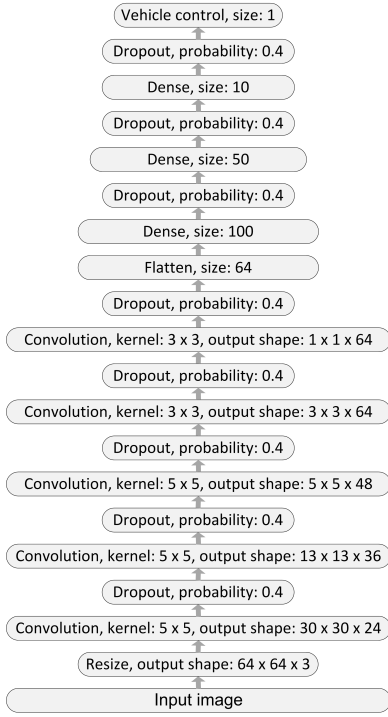 Vehicle control, size: 1
Dropout, probability: 0.4
Dense, size: 10
Dropout, probability: 0.4
Dense, size: 50
Dropout, probability: 0.4
Dense, size: 100
Flatten, size: 64
Dropout, probability: 0.4
Convolution, kernel: 3 x 3, output shape: 1 x 1 x 64
Dropout, probability: 0.4
Convolution, kernel: 3 x 3, output shape: 3 x 3 x 64
Dropout, probability: 0.4
Convolution, kernel: 5 x 5, output shape: 5 x 5 x 48
Dropout, probability: 0.4
Convolution, kernel: 5 x 5, output shape: 13 x 13 x 36
Dropout, probability: 0.4
Convolution, kernel: 5 x 5, output shape: 30 x 30 x 24
Resize, output shape: 64 x 64 x 3
Input image